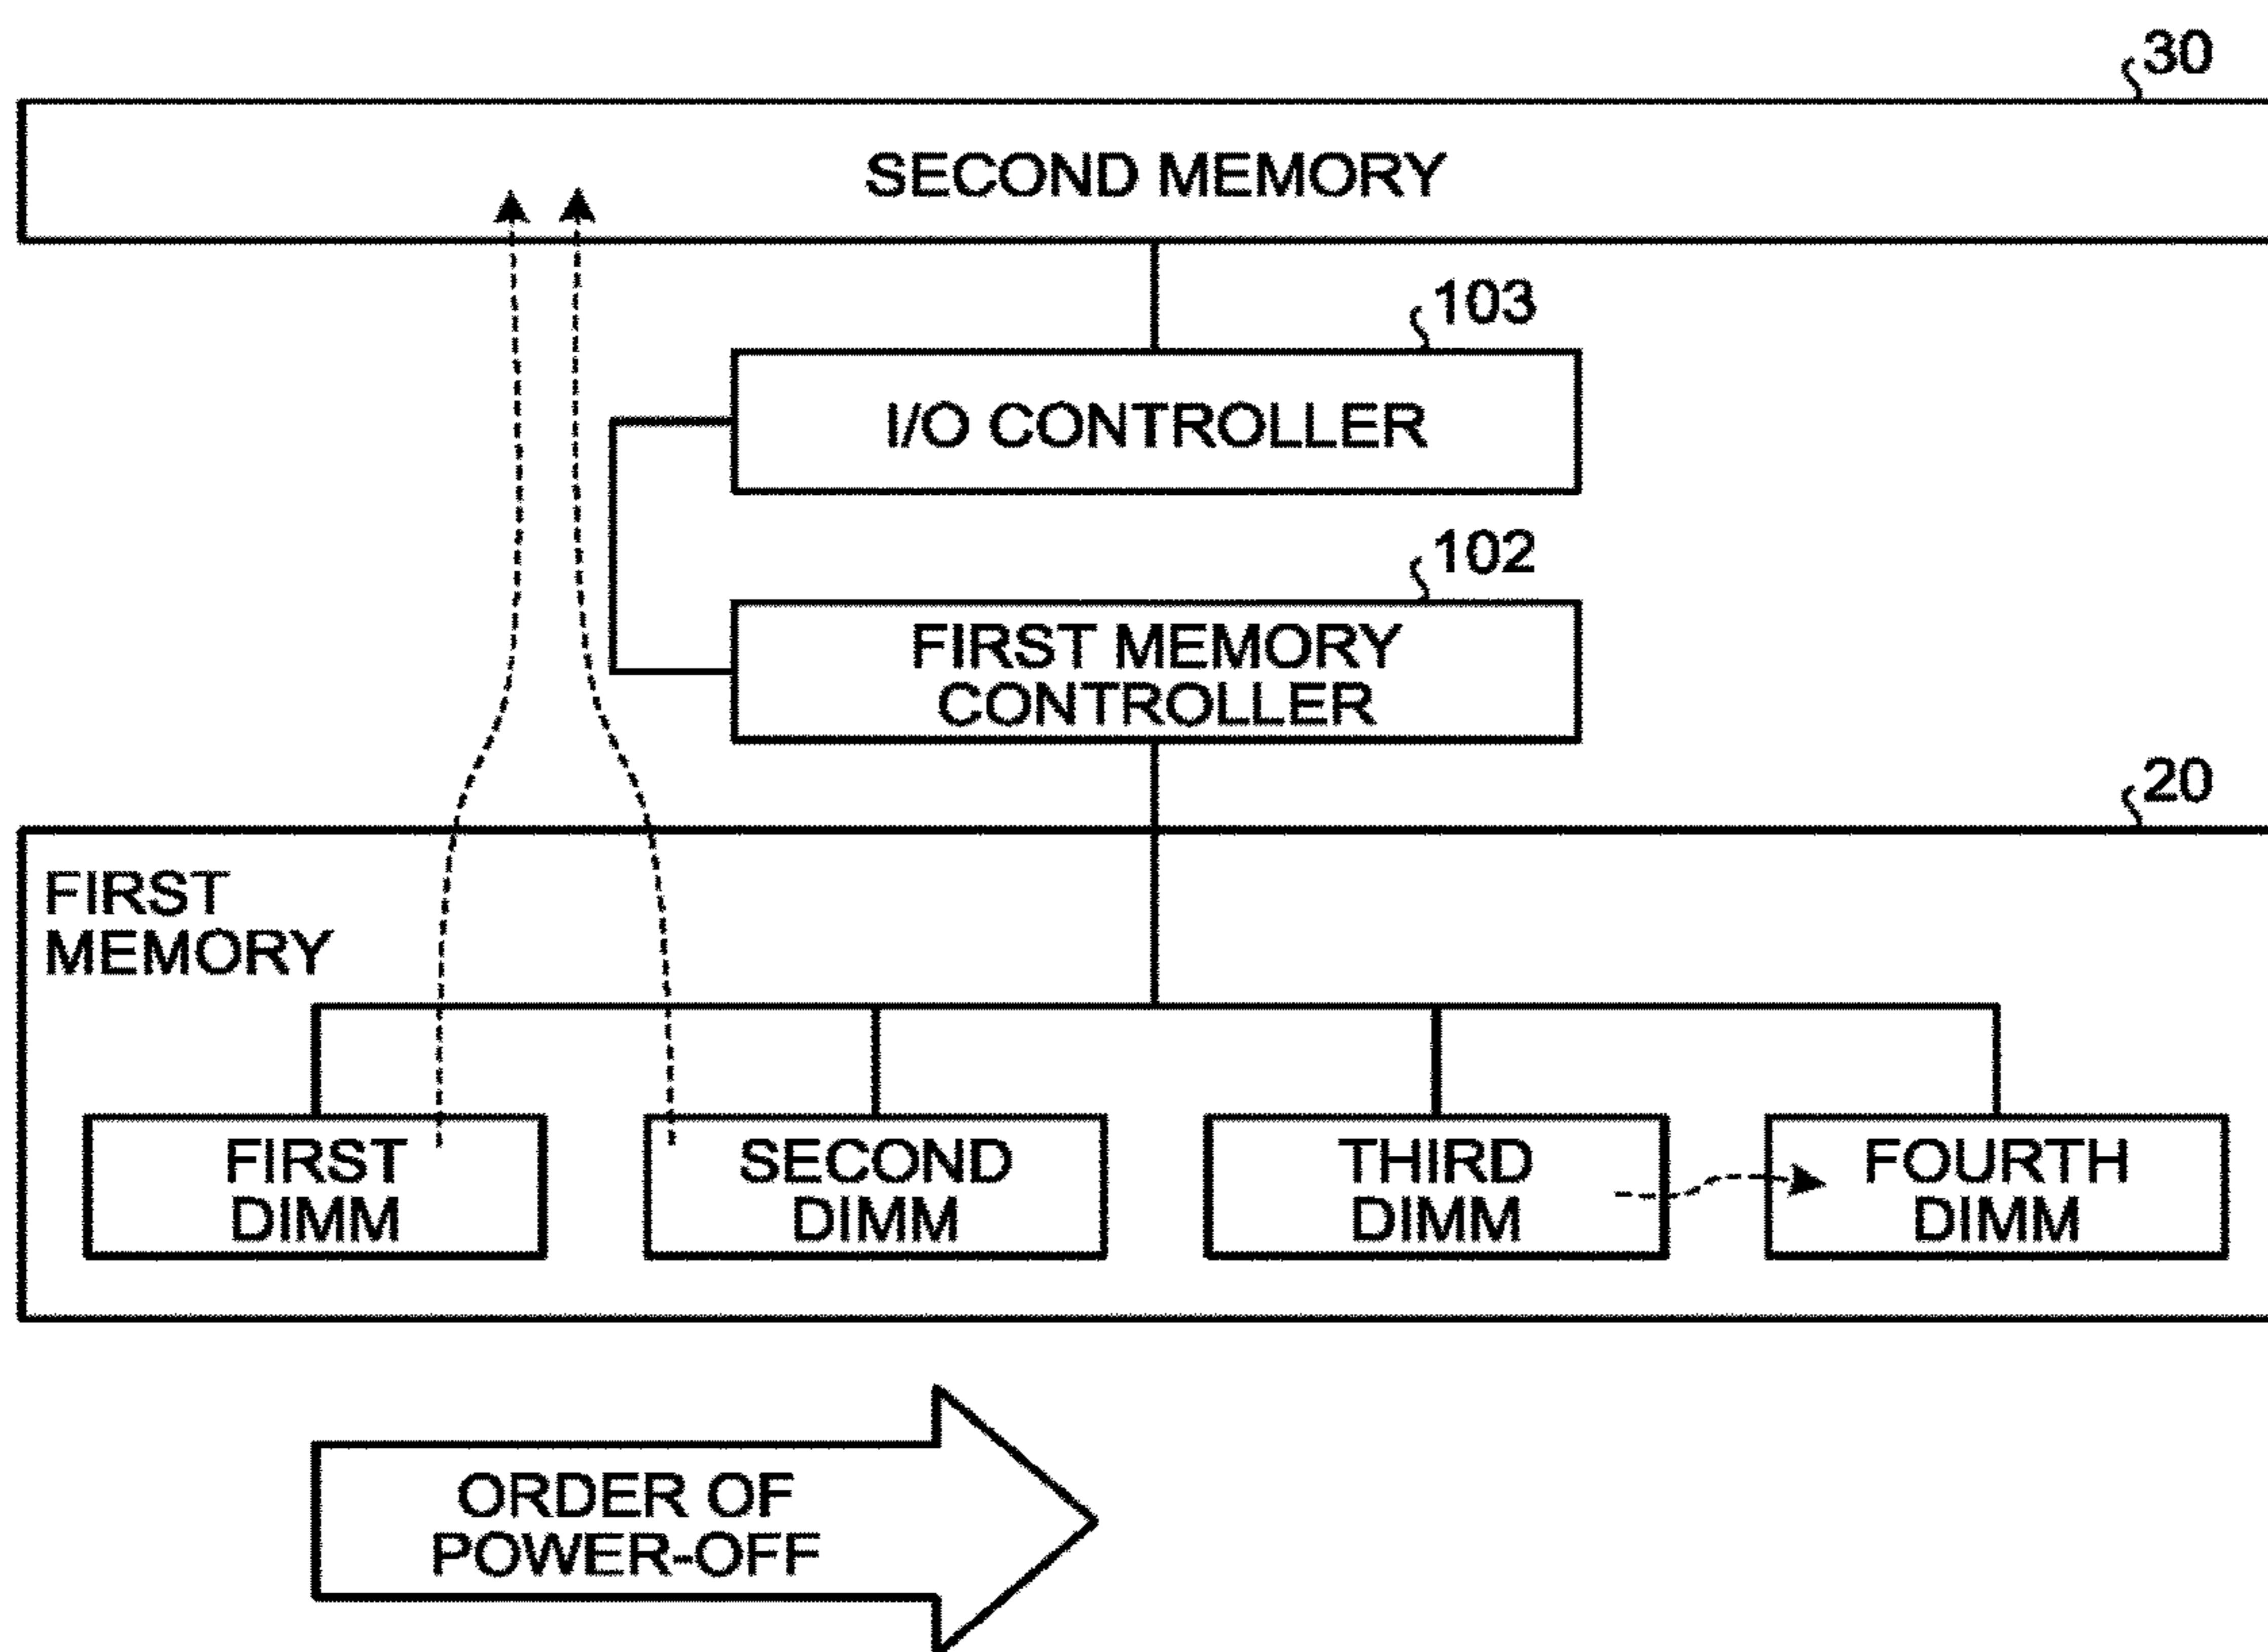 30
SECOND MEMORY
103
I/O CONTROLLER
102
FIRST MEMORY
CONTROLLER
20
FIRST
MEMORY
FIRST
DIMM
SECOND
DIMM
THIRD
DIMM
FOURTH
DIMM
ORDER OF
POWER-OFF